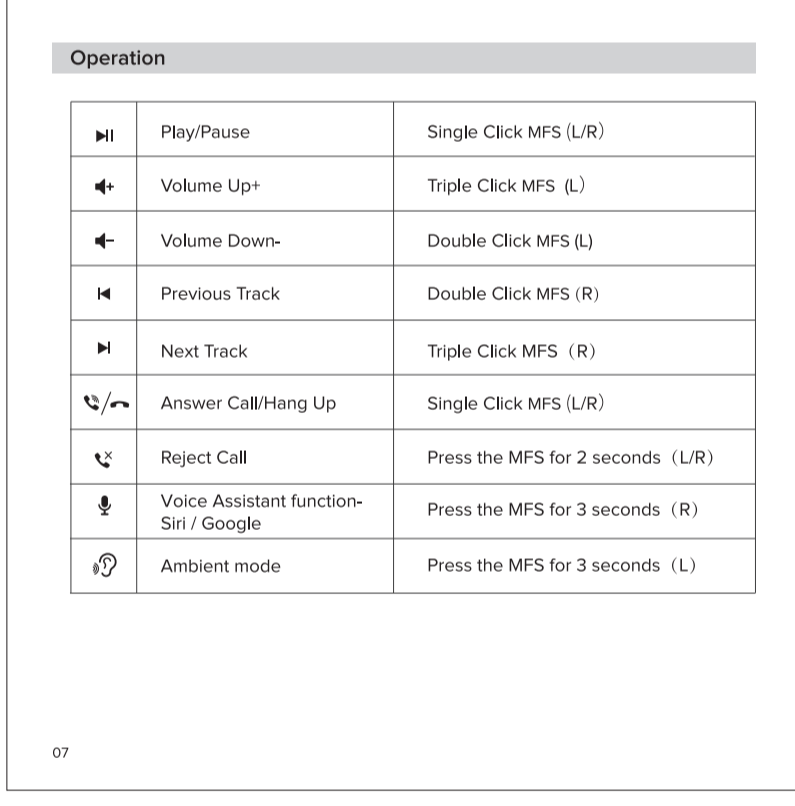 Operation
Play/Pause Single Click MFS (L/R)
Volume Up+ Triple Click MFS (L)
Volume Down- Double Click MFS (L)
Previous Track Double Click MFS (R)
Next Track Triple Click MFS (R)
Answer Call/Hang Up Single Click MFS (L/R)
Reject Call Press the MFS for 2 seconds (L/R)
Voice Assistant function-
Siri / Google Press the MFS for 3 seconds (R)
Ambient mode Press the MFS for 3 seconds (L)
07